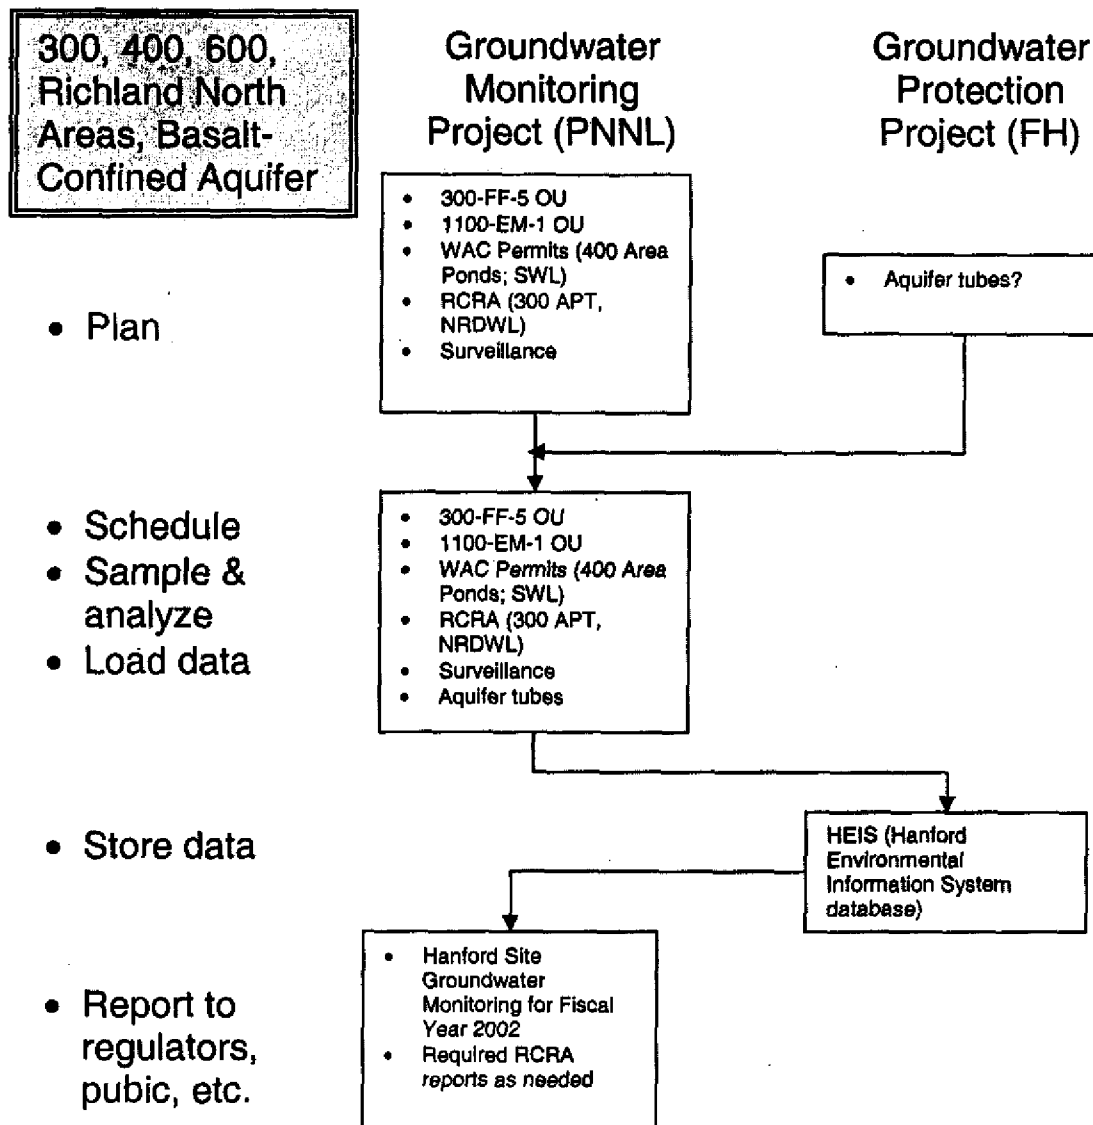 300, 400, 600,
Richland North
Areas, Basalt-
Confined Aquifer
Groundwater
Monitoring
Project (PNNL)
Groundwater
Protection
Project (FH)
• Plan
• 300-FF-5 OU
• 1100-EM-1 OU
• WAC Permits (400 Area
Ponds; SWL)
• RCRA (300 APT,
NRDWL)
• Surveillance
• Aquifer tubes?
• Schedule
• Sample &
analyze
• Load data
• 300-FF-5 OU
• 1100-EM-1 OU
• WAC Permits (400 Area
Ponds; SWL)
• RCRA (300 APT,
NRDWL)
• Surveillance
• Aquifer tubes
• Store data
HEIS (Hanford
Environmental
Information System
database)
• Report to
regulators,
pubic, etc.
• Hanford Site
Groundwater
Monitoring for Fiscal
Year 2002
• Required RCRA
reports as needed